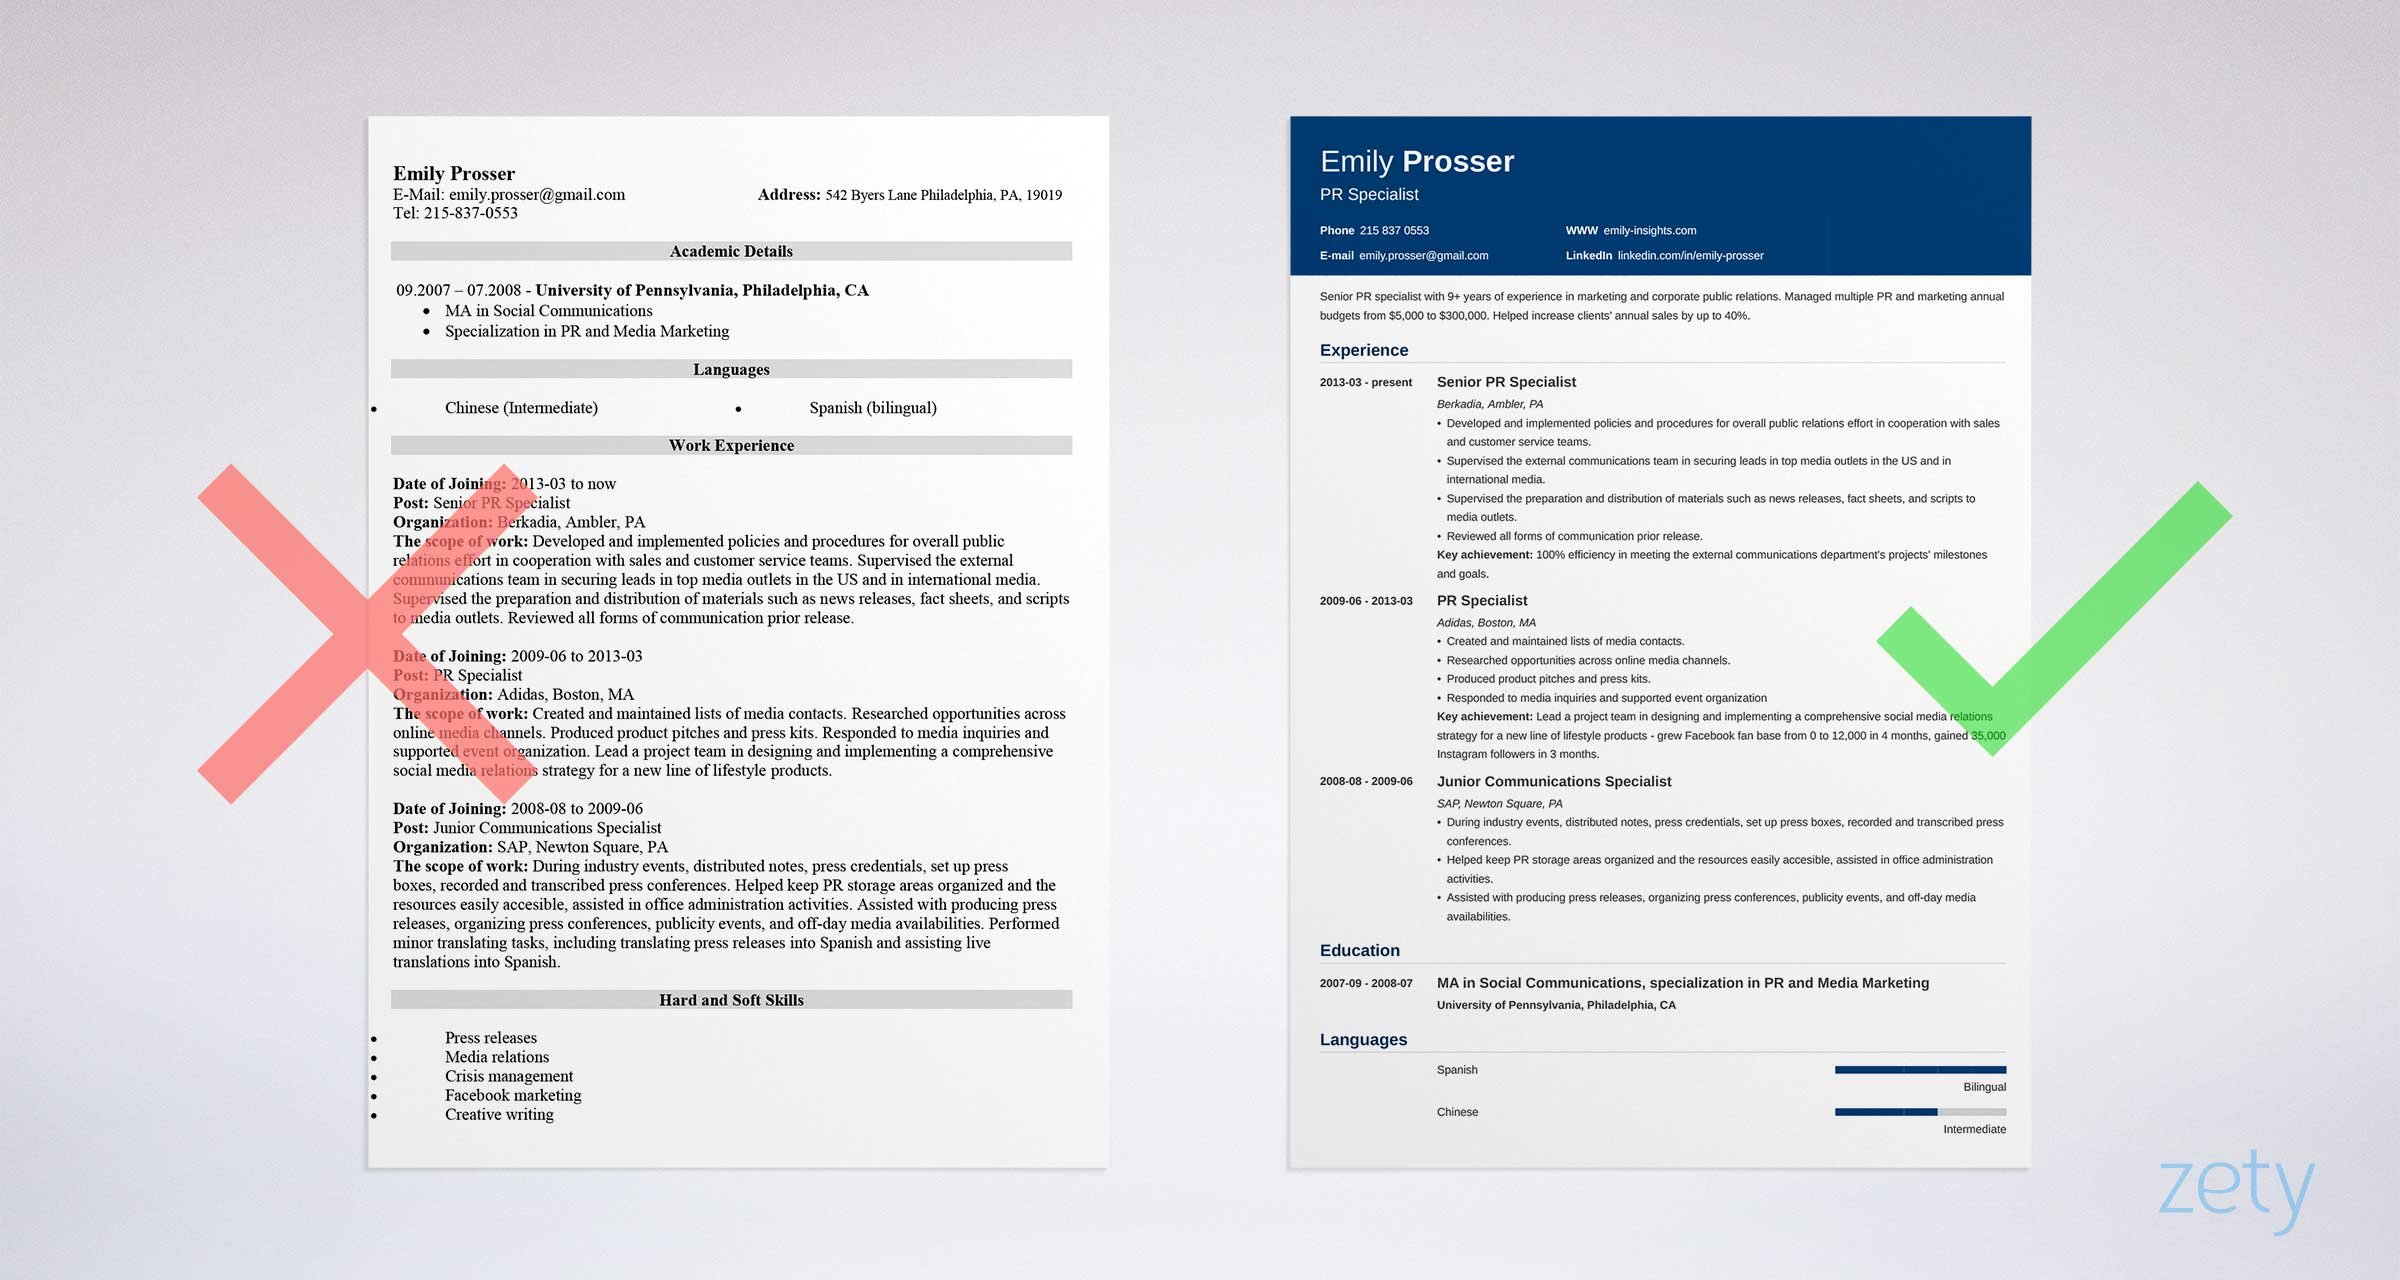 Emily Prosser
E-Mail: emily.prosser@gmail.com
Address: 542 Byers Lane Philadelphia, PA, 19019
Tel: 215-837-0553
Academic Details
09.2007 – 07.2008 - University of Pennsylvania, Philadelphia, CA
• MA in Social Communications
• Specialization in PR and Media Marketing
Languages
• Chinese (Intermediate)
• Spanish (bilingual)
Work Experience
Date of Joining: 2013-03 to now
Post: Senior PR Specialist
Organization: Berkadia, Ambler, PA
The scope of work: Developed and implemented policies and procedures for overall public
relations effort in cooperation with sales and customer service teams. Supervised the external
communications team in securing leads in top media outlets in the US and in international media.
Supervised the preparation and distribution of materials such as news releases, fact sheets, and scripts
to media outlets. Reviewed all forms of communication prior release.
Date of Joining: 2009-06 to 2013-03
Post: PR Specialist
Organization: Adidas, Boston, MA
The scope of work: Created and maintained lists of media contacts. Researched opportunities across
online media channels. Produced product pitches and press kits. Responded to media inquiries and
supported event organization. Lead a project team in designing and implementing a comprehensive
social media relations strategy for a new line of lifestyle products.
Date of Joining: 2008-08 to 2009-06
Post: Junior Communications Specialist
Organization: SAP, Newton Square, PA
The scope of work: During industry events, distributed notes, press credentials, set up press
boxes, recorded and transcribed press conferences. Helped keep PR storage areas organized and the
resources easily accesible, assisted in office administration activities. Assisted with producing press
releases, organizing press conferences, publicity events, and off-day media availabilities. Performed
minor translating tasks, including translating press releases into Spanish and assisting live
translations into Spanish.
Hard and Soft Skills
• Press releases
• Media relations
• Crisis management
• Facebook marketing
• Creative writing
Emily Prosser
PR Specialist
Phone 215 837 0553
WWW emily-insights.com
E-mail emily.prosser@gmail.com
LinkedIn linkedin.com/in/emily-prosser
Senior PR specialist with 9+ years of experience in marketing and corporate public relations. Managed multiple PR and marketing annual
budgets from $5,000 to $300,000. Helped increase clients' annual sales by up to 40%.
Experience
2013-03 - present
Senior PR Specialist
Berkadia, Ambler, PA
• Developed and implemented policies and procedures for overall public relations effort in cooperation with sales
and customer service teams.
• Supervised the external communications team in securing leads in top media outlets in the US and in
international media.
• Supervised the preparation and distribution of materials such as news releases, fact sheets, and scripts to
media outlets.
• Reviewed all forms of communication prior release.
Key achievement: 100% efficiency in meeting the external communications department's projects' milestones
and goals.
2009-06 - 2013-03
PR Specialist
Adidas, Boston, MA
• Created and maintained lists of media contacts.
• Researched opportunities across online media channels.
• Produced product pitches and press kits.
• Responded to media inquiries and supported event organization
Key achievement: Lead a project team in designing and implementing a comprehensive social media relations
strategy for a new line of lifestyle products - grew Facebook fan base from 0 to 12,000 in 4 months, gained 35,000
Instagram followers in 3 months.
2008-08 - 2009-06
Junior Communications Specialist
SAP, Newton Square, PA
• During industry events, distributed notes, press credentials, set up press boxes, recorded and transcribed press
conferences.
• Helped keep PR storage areas organized and the resources easily accesible, assisted in office administration
activities.
• Assisted with producing press releases, organizing press conferences, publicity events, and off-day media
availabilities.
Education
2007-09 - 2008-07
MA in Social Communications, specialization in PR and Media Marketing
University of Pennsylvania, Philadelphia, CA
Languages
Spanish
Bilingual
Chinese
Intermediate
zety